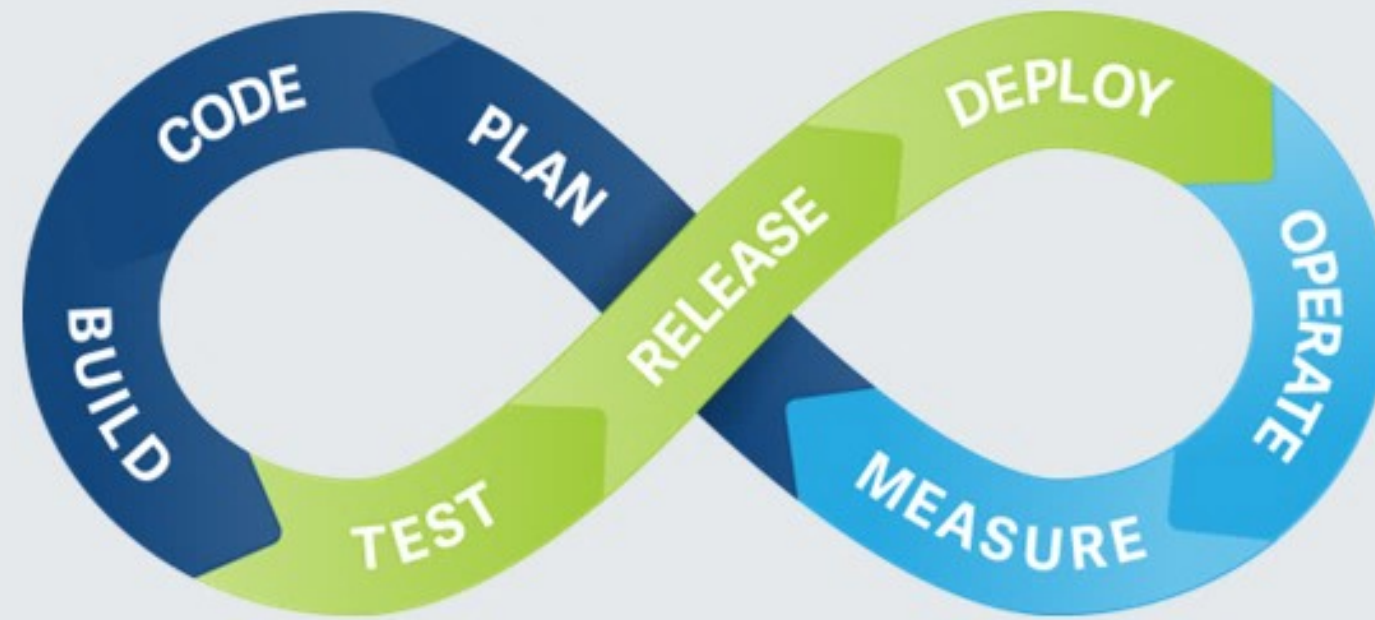 PLAN
CODE
BUILD
TEST
RELEASE
DEPLOY
OPERATE
MEASURE